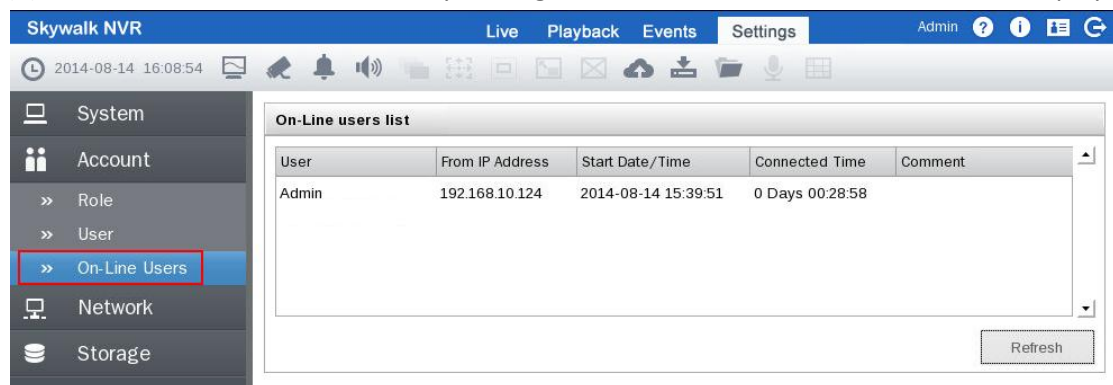 Skywalk NVR
Live Playback Events Settings
Admin
2014-08-14 16:08:54
System
Account
» Role
» User
» On-Line Users
Network
Storage
On-Line users list
User From IP Address Start Date/Time Connected Time Comment
Admin 192.168.10.124 2014-08-14 15:39:51 0 Days 00:28:58
Refresh